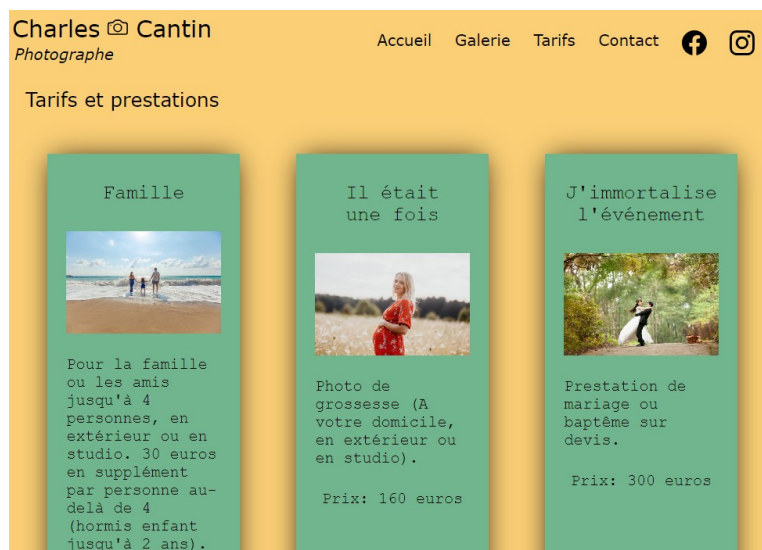 Charles Cantin
Photographe
Accueil Galerie Tarifs Contact
Tarifs et prestations
Famille
Pour la famille
ou les amis
jusqu'à 4
personnes, en
extérieur ou en
studio. 30 euros
en supplément
par personne au-
delà de 4
(hormis enfant
jusqu'à 2 ans).
Il était
une fois
Photo de
grossesse (A
votre domicile,
en extérieur ou
en studio).
Prix: 160 euros
J'immortalise
l'événement
Prestation de
mariage ou
baptême sur
devis.
Prix: 300 euros